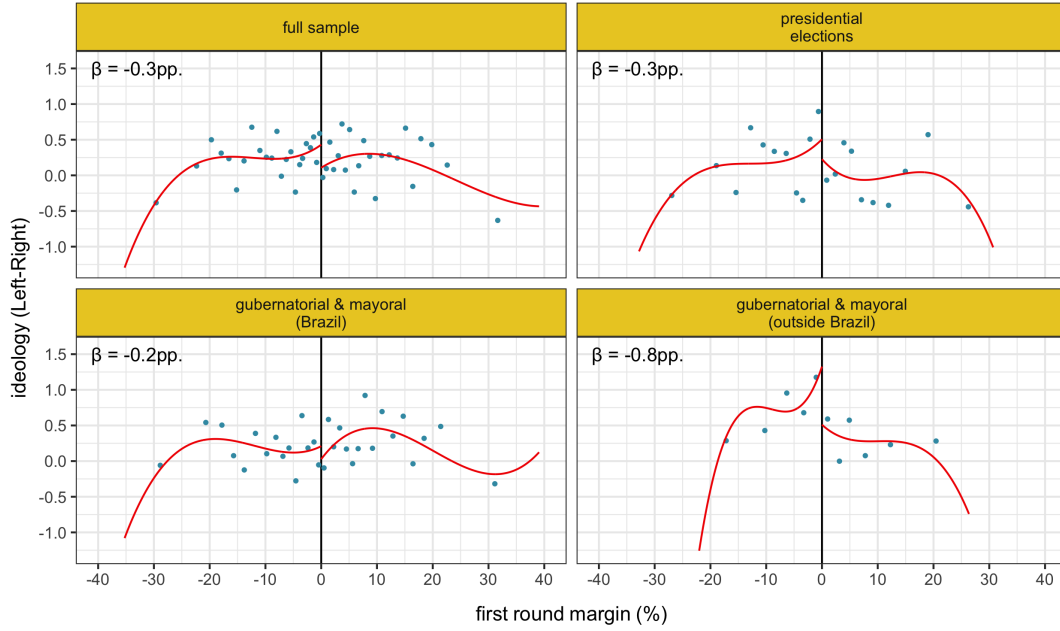 full sample
presidential
elections
β = -0.3pp.
β = -0.3pp.
1.5
1.0
0.5
0.0
-0.5
-1.0
gubernatorial & mayoral
(Brazil)
gubernatorial & mayoral
(outside Brazil)
β = -0.2pp.
β = -0.8pp.
1.5
1.0
0.5
0.0
-0.5
-1.0
ideology (Left-Right)
-40 -30 -20 -10 0 10 20 30 40
-40 -30 -20 -10 0 10 20 30 40
first round margin (%)